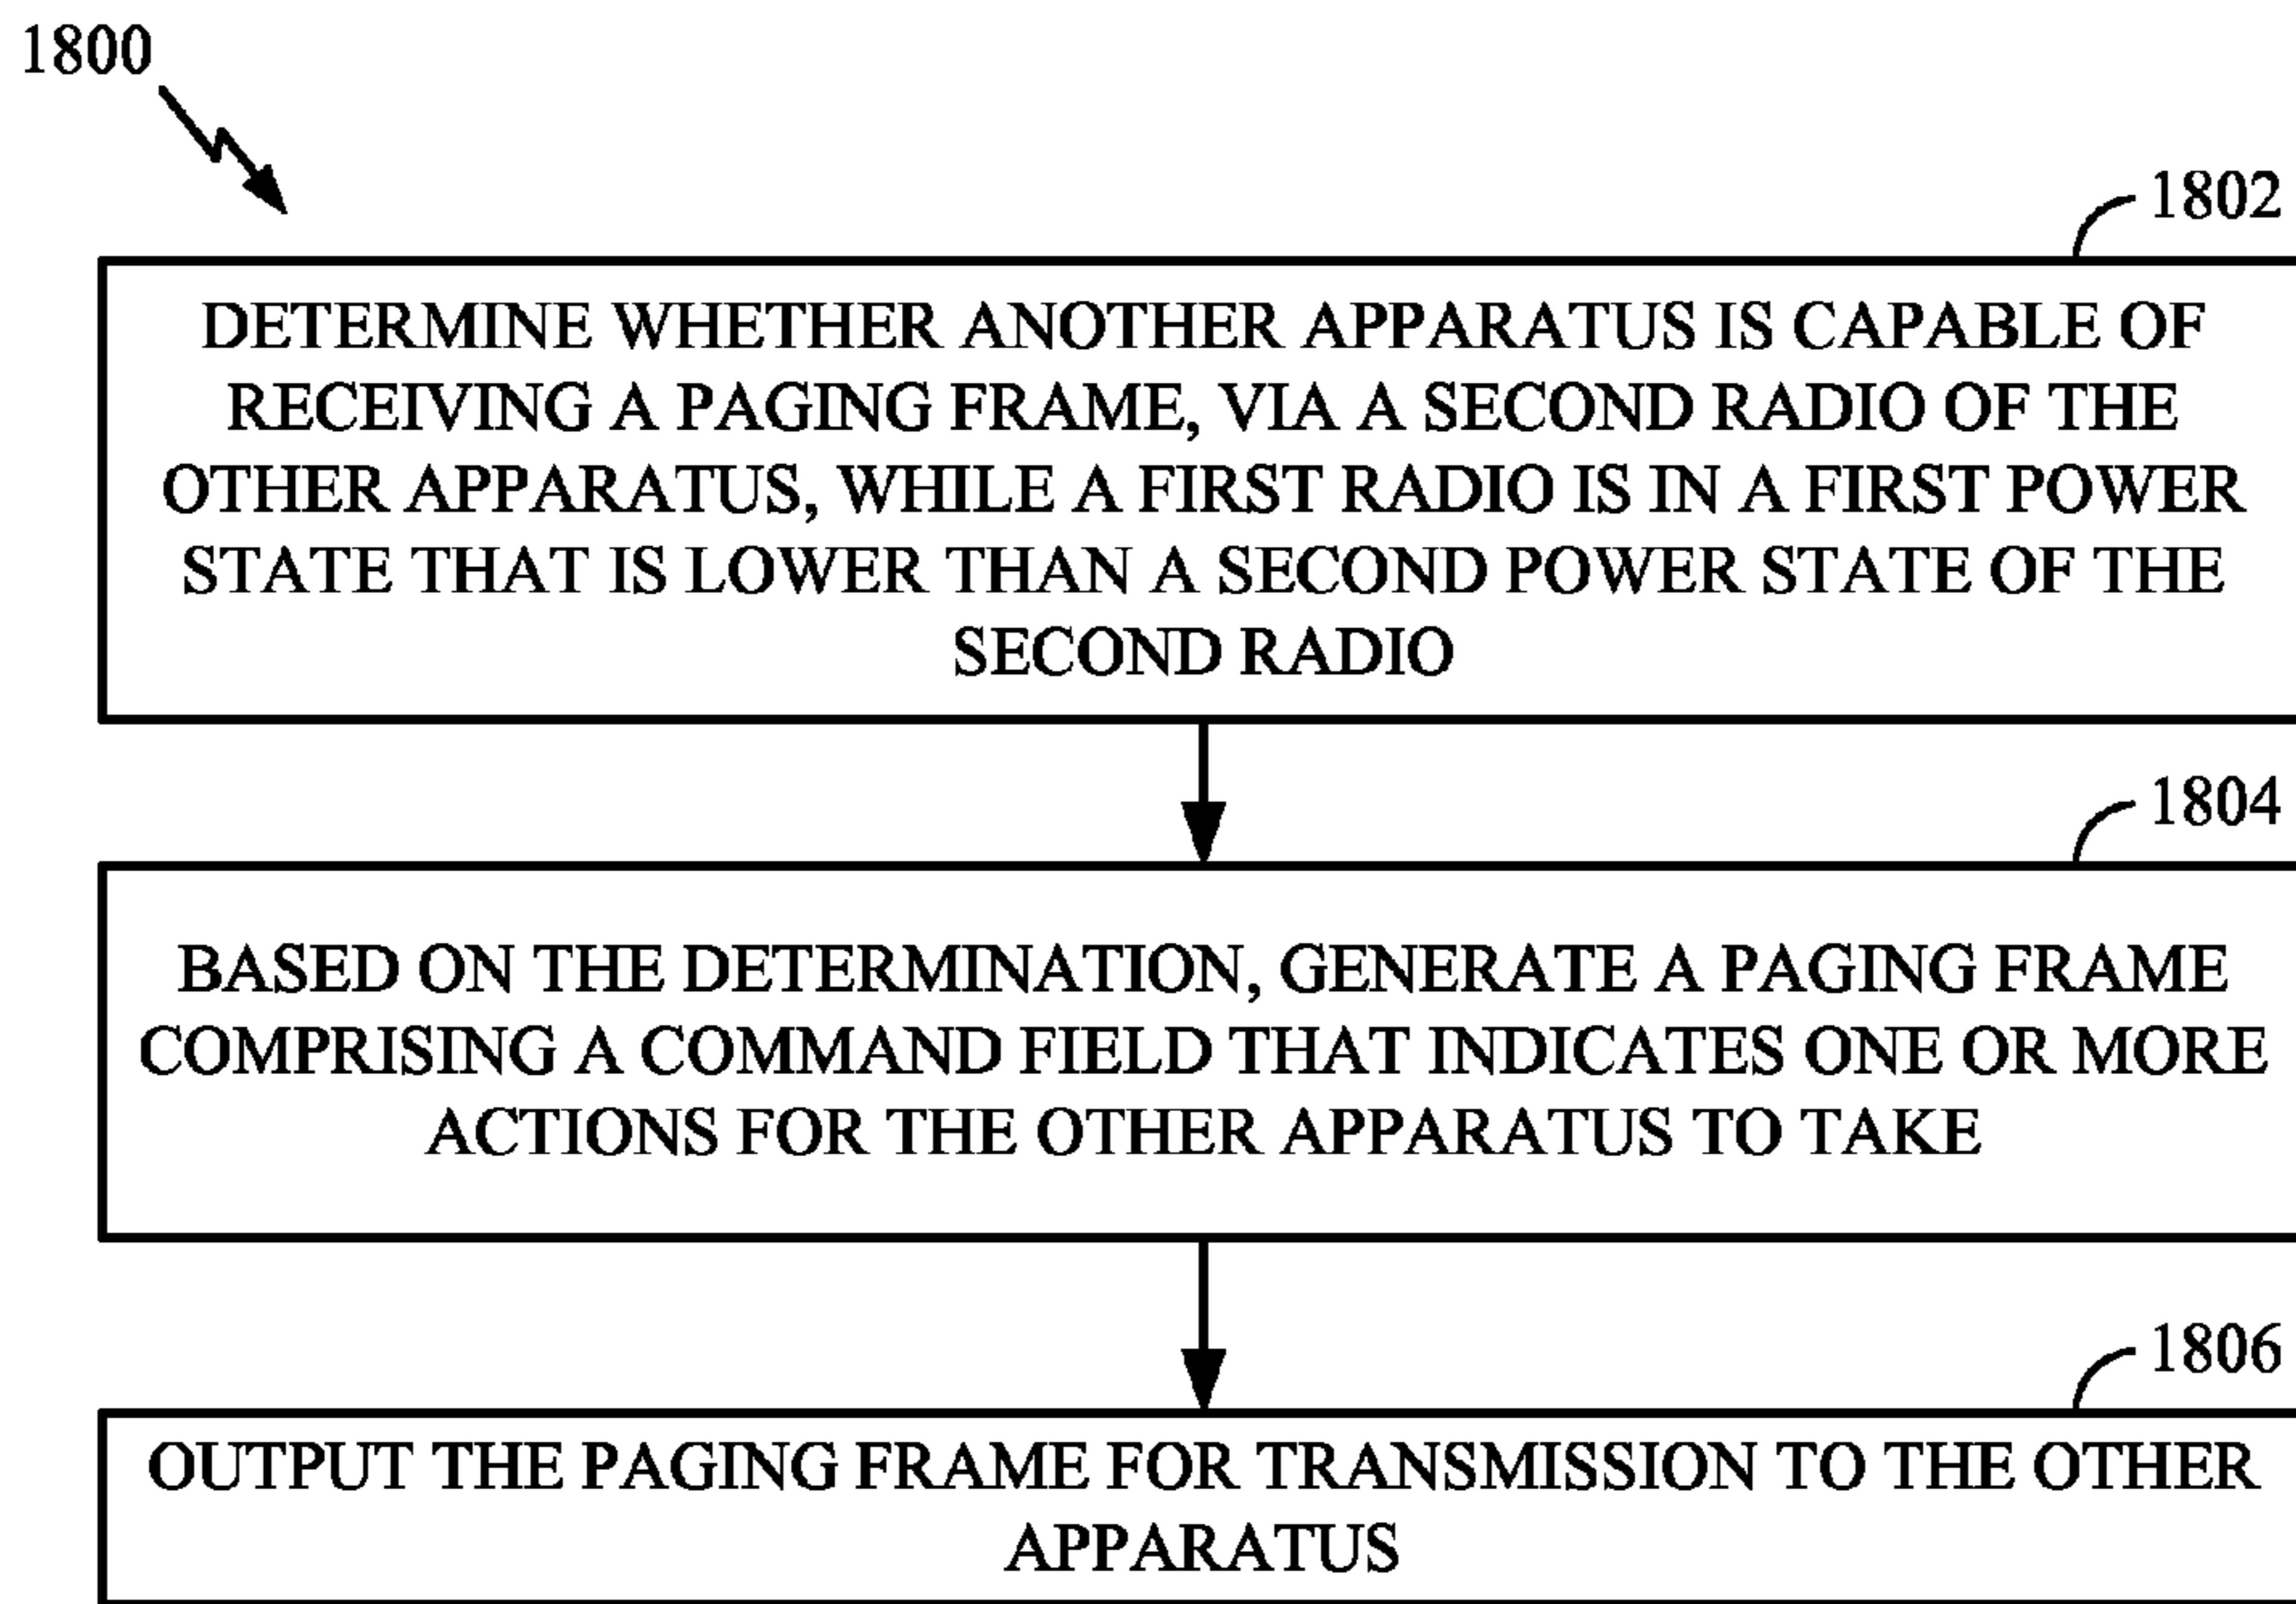 1800
1802
DETERMINE WHETHER ANOTHER APPARATUS IS CAPABLE OF
RECEIVING A PAGING FRAME, VIA A SECOND RADIO OF THE
OTHER APPARATUS, WHILE A FIRST RADIO IS IN A FIRST POWER
STATE THAT IS LOWER THAN A SECOND POWER STATE OF THE
SECOND RADIO
1804
BASED ON THE DETERMINATION, GENERATE A PAGING FRAME
COMPRISING A COMMAND FIELD THAT INDICATES ONE OR MORE
ACTIONS FOR THE OTHER APPARATUS TO TAKE
1806
OUTPUT THE PAGING FRAME FOR TRANSMISSION TO THE OTHER
APPARATUS